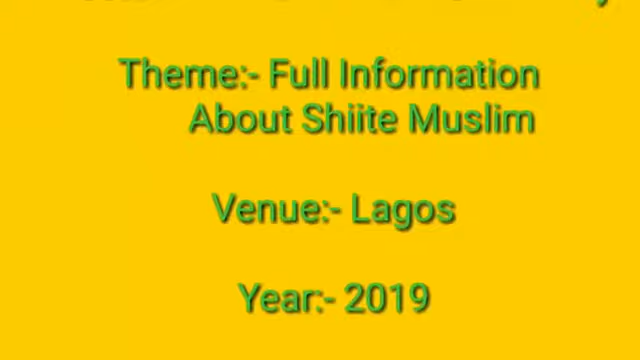 Theme:- Full Information
About Shiite Muslim
Venue:- Lagos
Year:- 2019